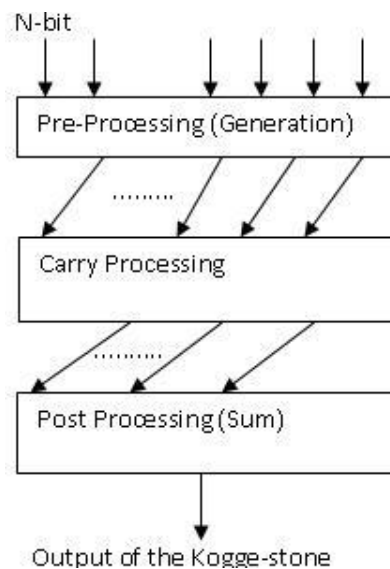 N-bit
Pre-Processing (Generation)
.........
Carry Processing
..........
Post Processing (Sum)
Output of the Kogge-stone